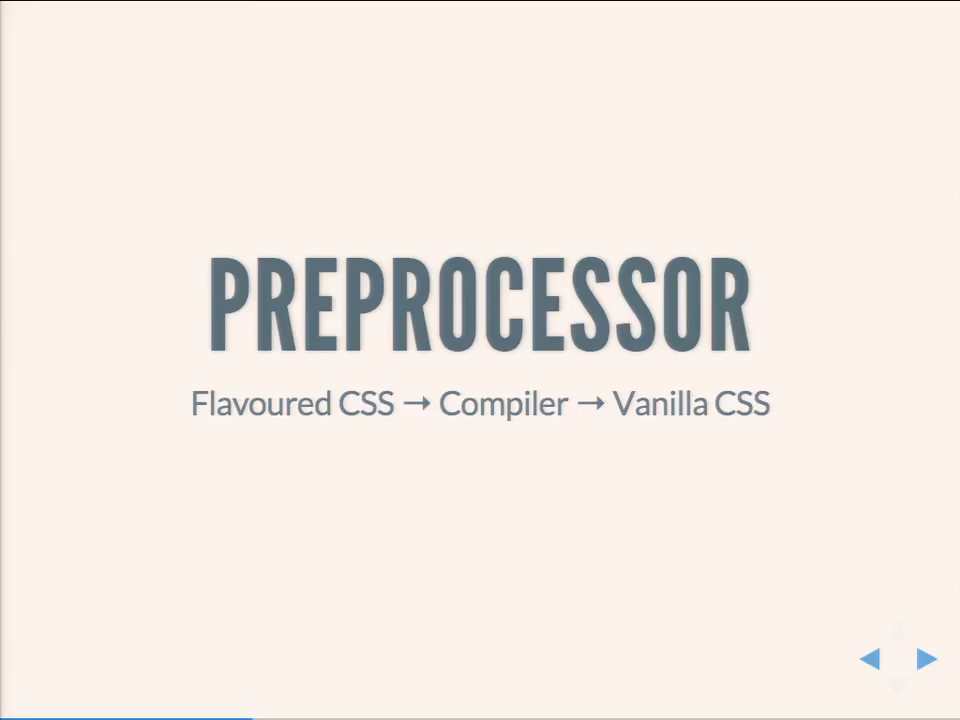 PREPROCESSOR
Flavoured CSS → Compiler → Vanilla CSS